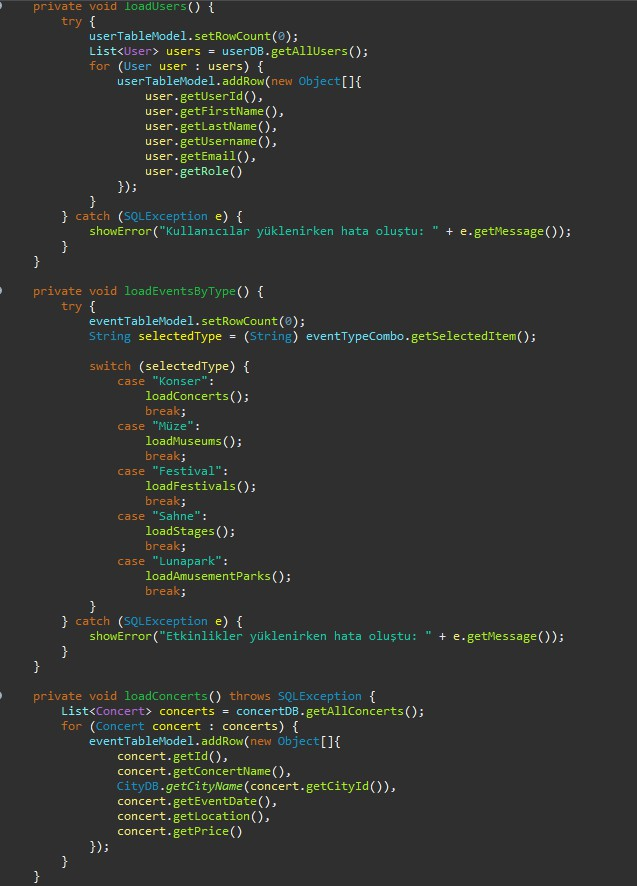 private void loadUsers() {
    try {
        userTableModel.setRowCount(0);
        List<User> users = userDB.getAllUsers();
        for (User user : users) {
            userTableModel.addRow(new Object[]{
                user.getUserId(),
                user.getFirstName(),
                user.getLastName(),
                user.getUsername(),
                user.getEmail(),
                user.getRole()
            });
        }
    } catch (SQLException e) {
        showError("Kullanıcılar yüklenirken hata oluştu: " + e.getMessage());
    }
}

private void loadEventsByType() {
    try {
        eventTableModel.setRowCount(0);
        String selectedType = (String) eventTypeCombo.getSelectedItem();

        switch (selectedType) {
            case "Konser":
                loadConcerts();
                break;
            case "Müze":
                loadMuseums();
                break;
            case "Festival":
                loadFestivals();
                break;
            case "Sahne":
                loadStages();
                break;
            case "Lunapark":
                loadAmusementParks();
                break;
        }
    } catch (SQLException e) {
        showError("Etkinlikler yüklenirken hata oluştu: " + e.getMessage());
    }
}

private void loadConcerts() throws SQLException {
    List<Concert> concerts = concertDB.getAllConcerts();
    for (Concert concert : concerts) {
        eventTableModel.addRow(new Object[]{
            concert.getId(),
            concert.getConcertName(),
            CityDB.getCityName(concert.getCityId()),
            concert.getEventDate(),
            concert.getLocation(),
            concert.getPrice()
        });
    }
}